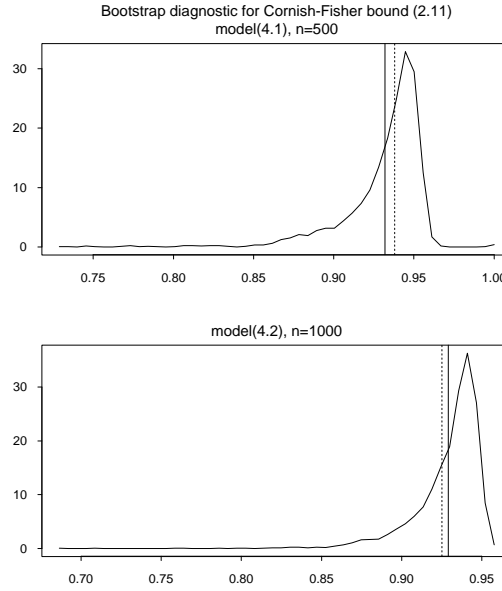 Bootstrap diagnostic for Cornish-Fisher bound (2.11)
model(4.1), n=500
30
20
10
0
0.75 0.80 0.85 0.90 0.95 1.00
model(4.2), n=1000
30
20
10
0
0.70 0.75 0.80 0.85 0.90 0.95